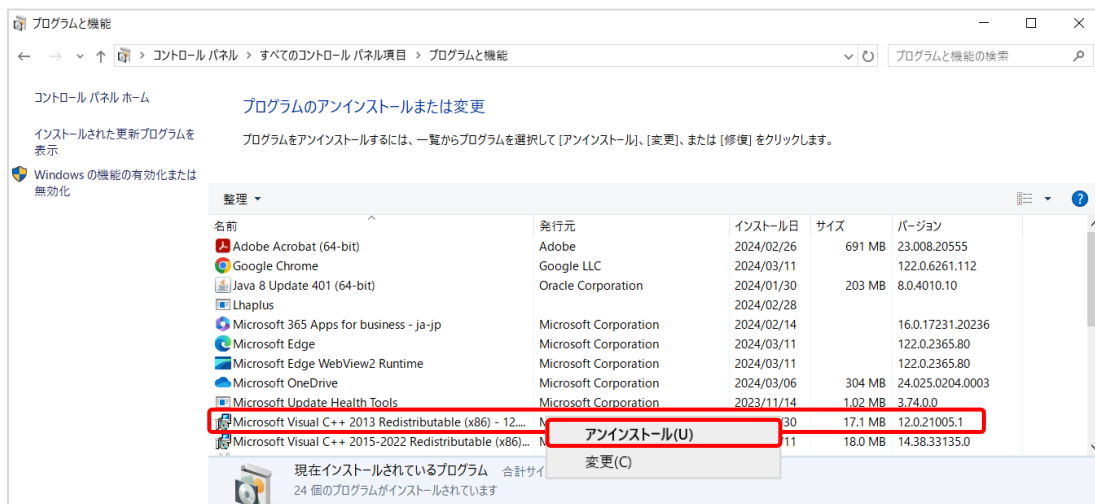 プログラムと機能
コントロール パネル > すべてのコントロール パネル項目 > プログラムと機能
プログラムと機能の検索
コントロール パネル ホーム
インストールされた更新プログラムを
表示
Windows の機能の有効化または
無効化
プログラムのアンインストールまたは変更
プログラムをアンインストールするには、一覧からプログラムを選択して [アンインストール]、[変更]、または [修復] をクリックします。
整理
名前 発行元 インストール日 サイズ バージョン
Adobe Acrobat (64-bit) Adobe 2024/02/26 691 MB 23.008.20555
Google Chrome Google LLC 2024/03/11 122.0.6261.112
Java 8 Update 401 (64-bit) Oracle Corporation 2024/01/30 203 MB 8.0.4010.10
Lhaplus 2024/02/28
Microsoft 365 Apps for business - ja-jp Microsoft Corporation 2024/02/14 16.0.17231.20236
Microsoft Edge Microsoft Corporation 2024/03/11 122.0.2365.80
Microsoft Edge WebView2 Runtime Microsoft Corporation 2024/03/11 122.0.2365.80
Microsoft OneDrive Microsoft Corporation 2024/03/06 304 MB 24.025.0204.0003
Microsoft Update Health Tools Microsoft Corporation 2023/11/14 1.02 MB 3.74.0.0
Microsoft Visual C++ 2013 Redistributable (x86) - 12.... /30 17.1 MB 12.0.21005.1
Microsoft Visual C++ 2015-2022 Redistributable (x86)... /11 18.0 MB 14.38.33135.0
アンインストール(U)
変更(C)
現在インストールされているプログラム 合計サイ
24 個のプログラムがインストールされています